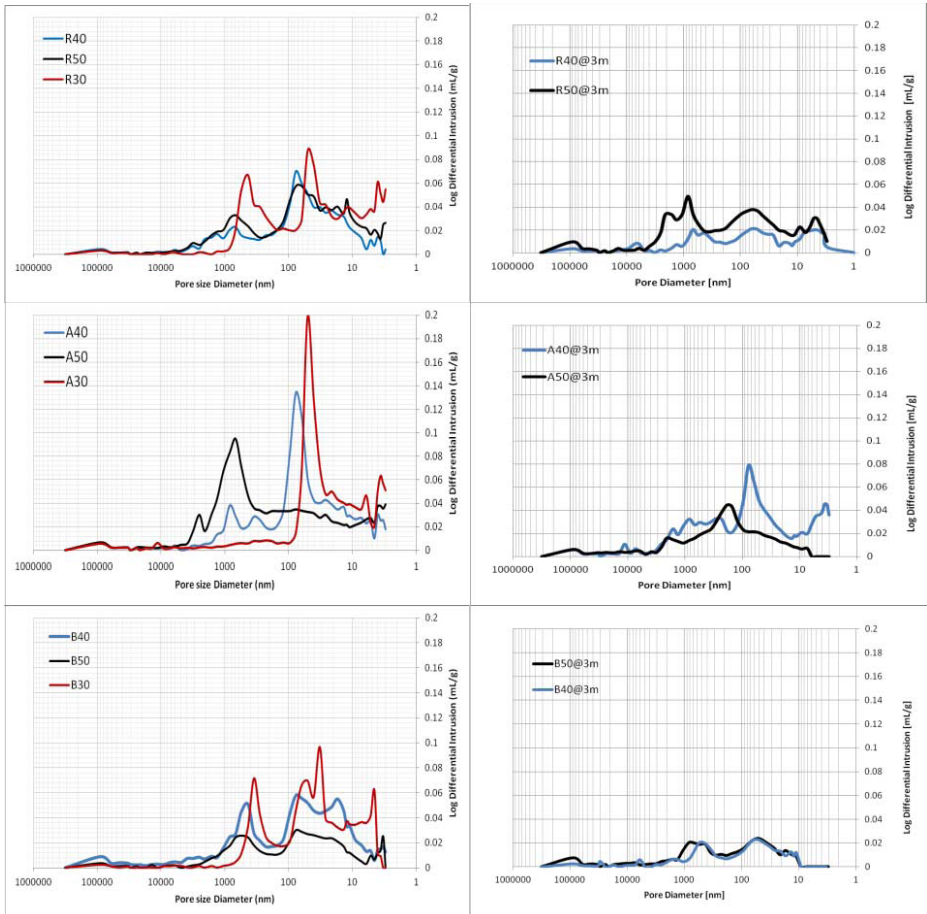 R40
R50
R30
0.2
0.18
0.16
0.14
0.12
0.1
0.08
0.06
0.04
0.02
0
Log Differential Intrusion (mL/g)
1000000 100000 10000 1000 100 10 1
Pore size Diameter (nm)
R40@3m
R50@3m
0.2
0.18
0.16
0.14
0.12
0.1
0.08
0.06
0.04
0.02
0
Log Differential Intrusion [mL/g]
1000000 100000 10000 1000 100 10 1
Pore Diameter [nm]
A40
A50
A30
0.2
0.18
0.16
0.14
0.12
0.1
0.08
0.06
0.04
0.02
0
Log Differential Intrusion (mL/g)
1000000 100000 10000 1000 100 10 1
Pore size Diameter (nm)
A40@3m
A50@3m
0.2
0.18
0.16
0.14
0.12
0.1
0.08
0.06
0.04
0.02
0
Log Differential Intrusion [mL/g]
1000000 100000 10000 1000 100 10 1
Pore Diameter [nm]
B40
B50
B30
0.2
0.18
0.16
0.14
0.12
0.1
0.08
0.06
0.04
0.02
0
Log Differential Intrusion (mL/g)
1000000 100000 10000 1000 100 10 1
Pore size Diameter (nm)
B50@3m
B40@3m
0.2
0.18
0.16
0.14
0.12
0.1
0.08
0.06
0.04
0.02
0
Log Differential Intrusion [mL/g]
1000000 100000 10000 1000 100 10 1
Pore Diameter [nm]